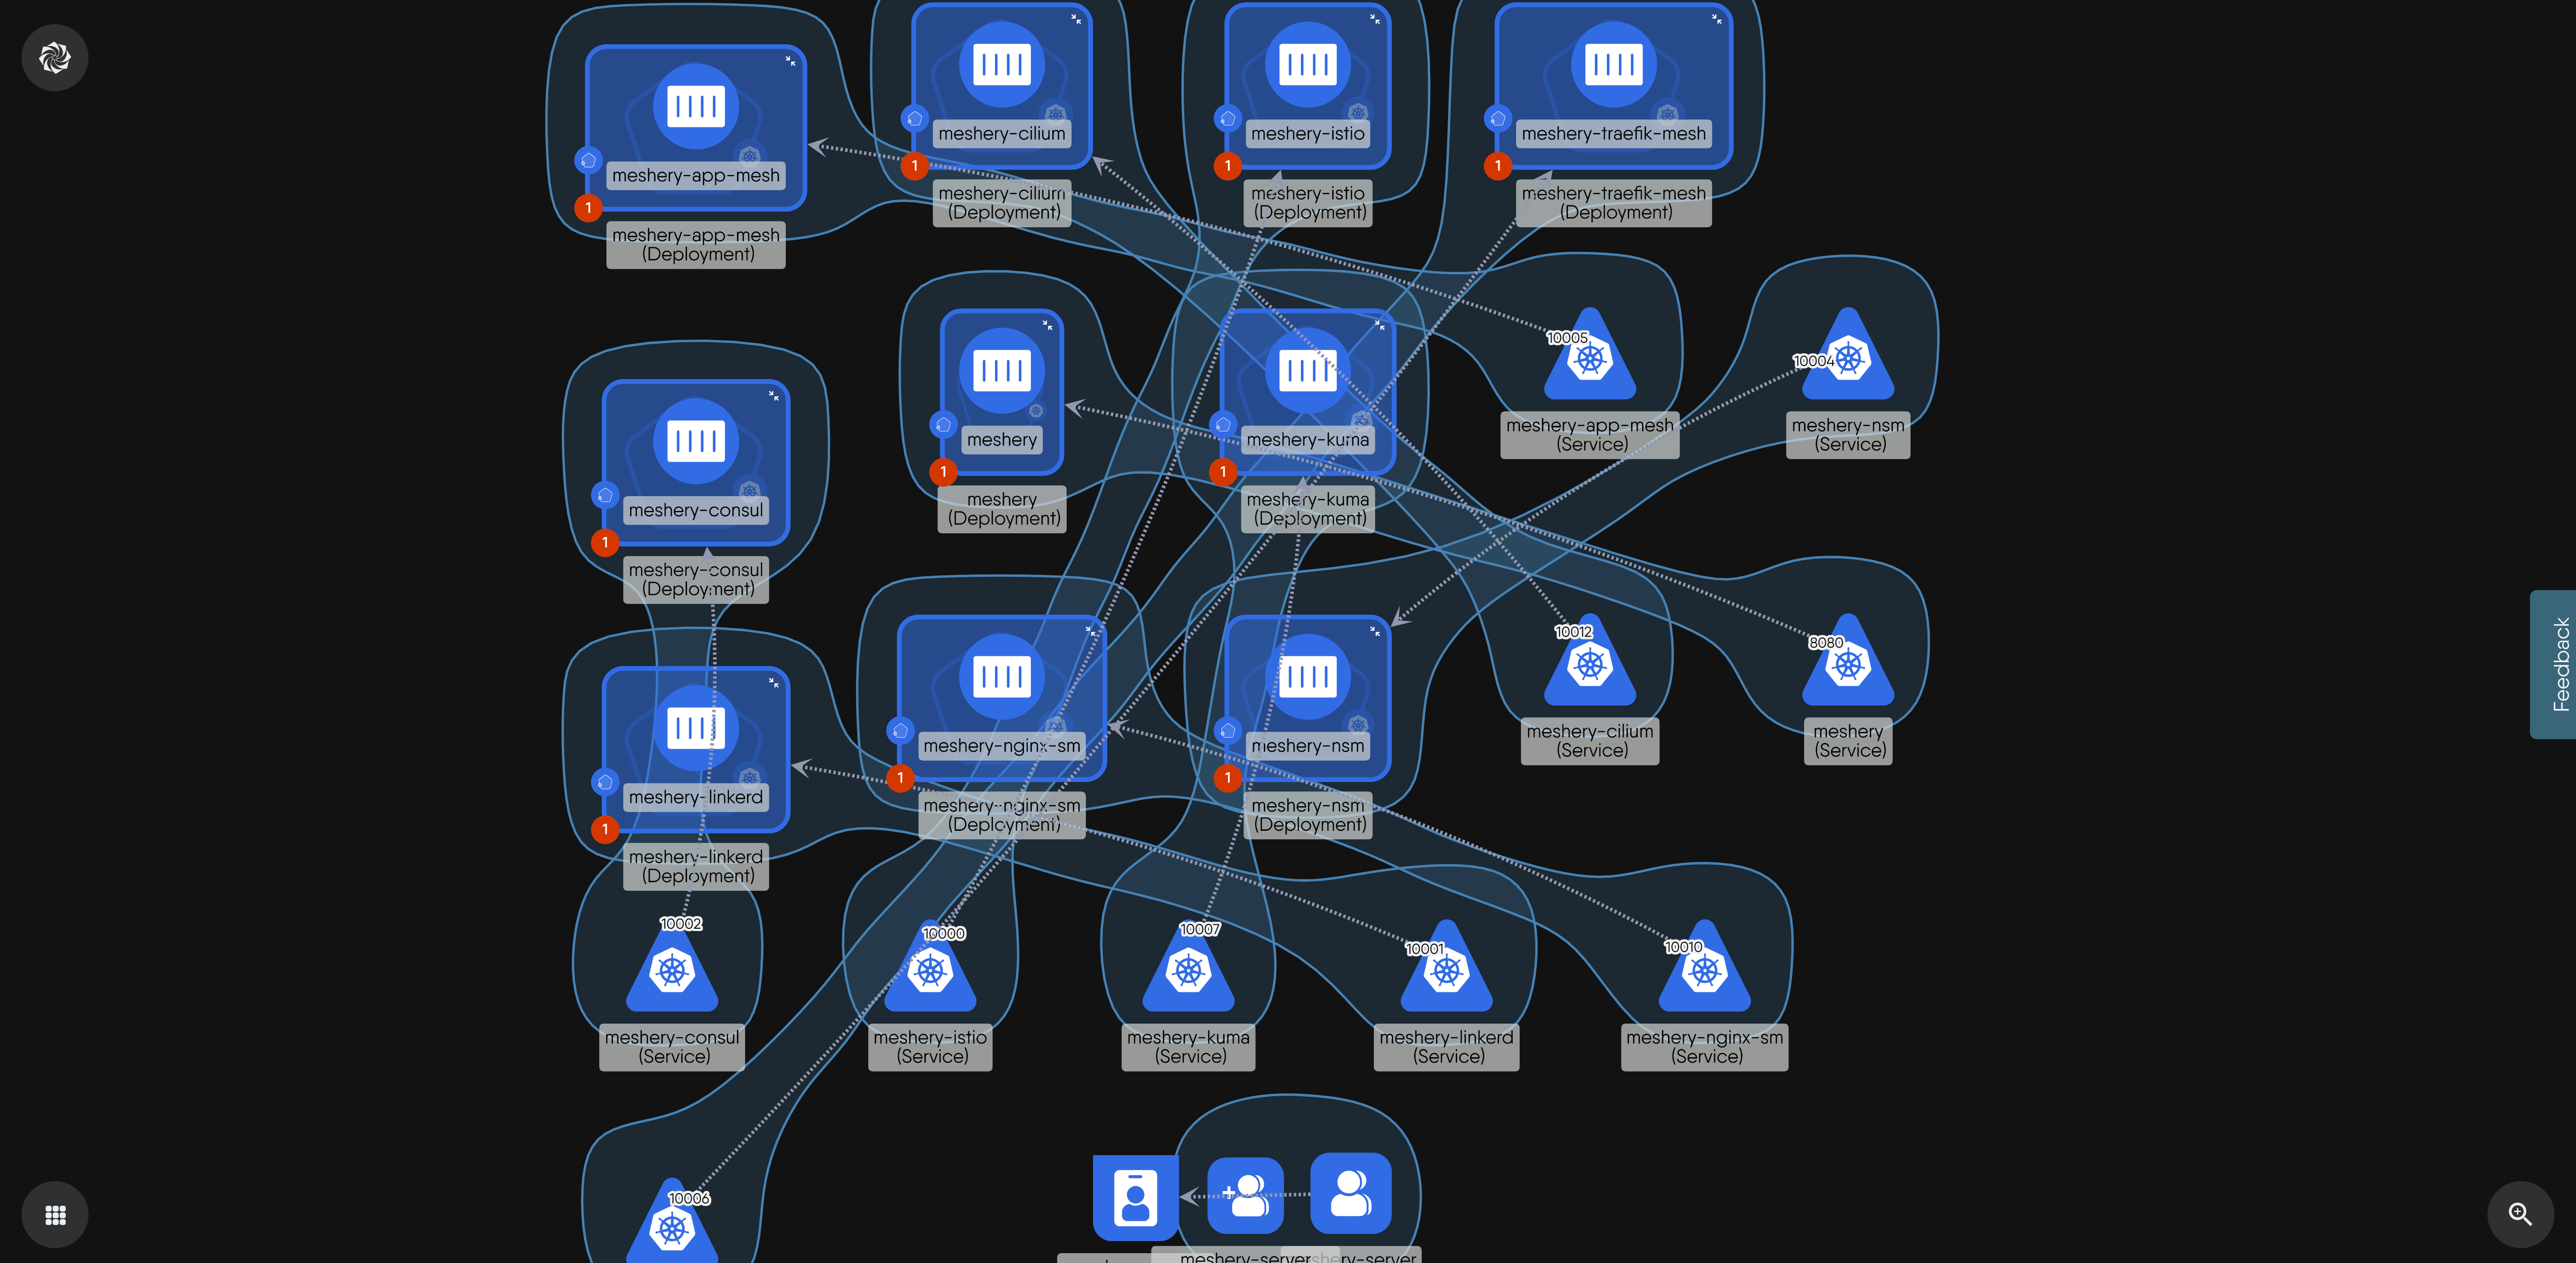 meshery-app-mesh
1
meshery-app-mesh
(Deployment)
meshery-cilium
1
meshery-cilium
(Deployment)
meshery-istio
1
meshery-istio
(Deployment)
meshery-traefik-mesh
1
meshery-traefik-mesh
(Deployment)
meshery-consul
1
meshery-consul
(Deployment)
meshery
1
meshery
(Deployment)
meshery-kuma
1
meshery-kuma
(Deployment)
10005
meshery-app-mesh
(Service)
10004
meshery-nsm
(Service)
meshery-linkerd
1
meshery-linkerd
(Deployment)
meshery-nginx-sm
1
meshery-nginx-sm
(Deployment)
meshery-nsm
1
meshery-nsm
(Deployment)
10012
meshery-cilium
(Service)
8080
meshery
(Service)
Feedback
10002
meshery-consul
(Service)
10000
meshery-istio
(Service)
10007
meshery-kuma
(Service)
10001
meshery-linkerd
(Service)
10010
meshery-nginx-sm
(Service)
10006
meshery-server